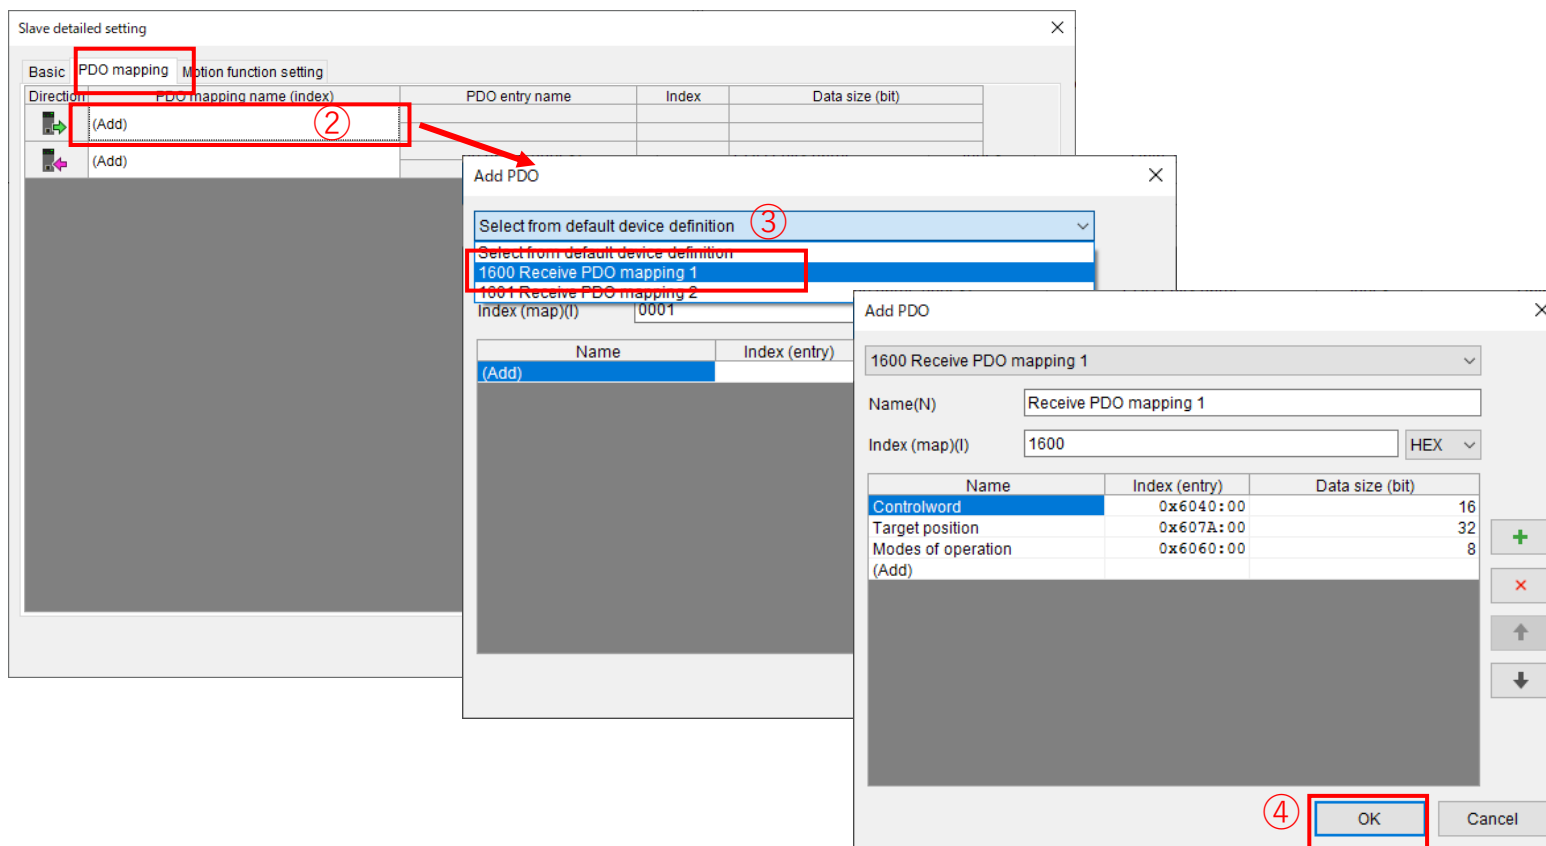 Slave detailed setting
Basic PDO mapping Motion function setting
Direction PDO mapping name (index) PDO entry name Index Data size (bit)
(Add) ②
(Add)
Add PDO
Select from default device definition ③
Select from default device definition
1600 Receive PDO mapping 1
1601 Receive PDO mapping 2
Index (map)(I) 0001
Name Index (entry)
(Add)
Add PDO
1600 Receive PDO mapping 1
Name(N) Receive PDO mapping 1
Index (map)(I) 1600 HEX
Name Index (entry) Data size (bit)
Controlword 0x6040:00 16
Target position 0x607A:00 32
Modes of operation 0x6060:00 8
(Add)
④ OK Cancel